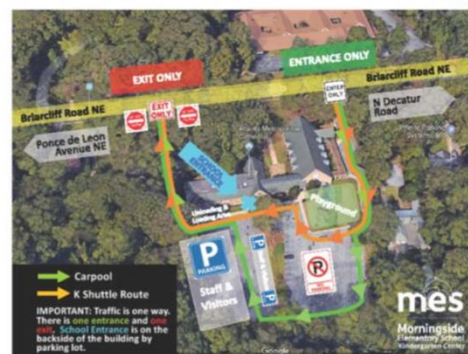 EXIT ONLY
ENTRANCE ONLY
Briarcliff Road NE
ENTER
ONLY
N Decatur
Road
EXIT
ONLY
Briarcliff Road NE
Ponce de Leon
Avenue NE
SCHOOL
ENTRANCE
Playground
Unloading &
Loading Area
P
PARKING
Staff &
Visitors
P
P
P
Carpool
K Shuttle Route
IMPORTANT: Traffic is one way.
There is one entrance and one
exit. School Entrance is on the
backside of the building by
parking lot.
mes
Morningside
Elementary School
Kindergarten Center